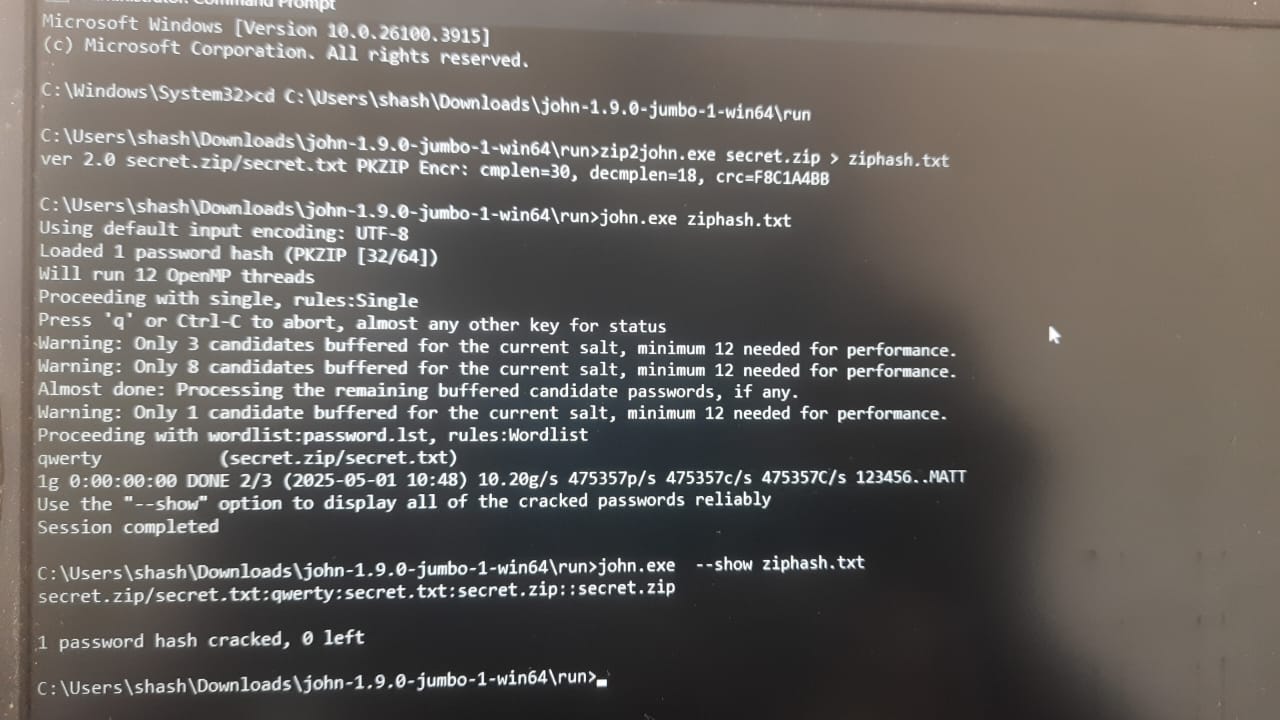 Command Prompt
Microsoft Windows [Version 10.0.26100.3915]
(c) Microsoft Corporation. All rights reserved.
C:\Windows\System32>cd C:\Users\shash\Downloads\john-1.9.0-jumbo-1-win64\run
C:\Users\shash\Downloads\john-1.9.0-jumbo-1-win64\run>zip2john.exe secret.zip > ziphash.txt
ver 2.0 secret.zip/secret.txt PKZIP Encr: cmplen=30, decmplen=18, crc=F8C1A4BB
C:\Users\shash\Downloads\john-1.9.0-jumbo-1-win64\run>john.exe ziphash.txt
Using default input encoding: UTF-8
Loaded 1 password hash (PKZIP [32/64])
Will run 12 OpenMP threads
Proceeding with single, rules:Single
Press 'q' or Ctrl-C to abort, almost any other key for status
Warning: Only 3 candidates buffered for the current salt, minimum 12 needed for performance.
Warning: Only 8 candidates buffered for the current salt, minimum 12 needed for performance.
Almost done: Processing the remaining buffered candidate passwords, if any.
Warning: Only 1 candidate buffered for the current salt, minimum 12 needed for performance.
Proceeding with wordlist:password.lst, rules:Wordlist
qwerty           (secret.zip/secret.txt)
1g 0:00:00:00 DONE 2/3 (2025-05-01 10:48) 10.20g/s 475357p/s 475357c/s 475357C/s 123456..MATT
Use the "--show" option to display all of the cracked passwords reliably
Session completed
C:\Users\shash\Downloads\john-1.9.0-jumbo-1-win64\run>john.exe  --show ziphash.txt
secret.zip/secret.txt:qwerty:secret.txt:secret.zip::secret.zip
1 password hash cracked, 0 left
C:\Users\shash\Downloads\john-1.9.0-jumbo-1-win64\run>